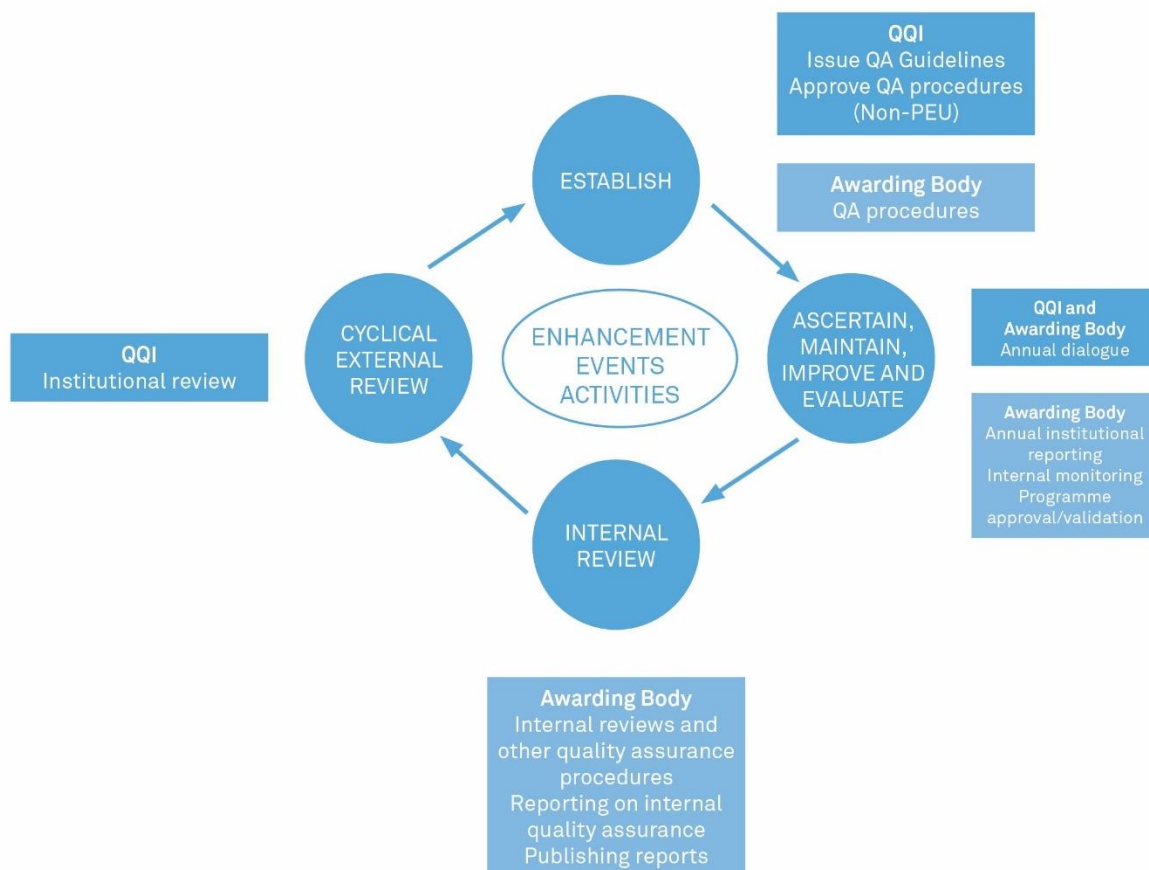 QQI
Issue QA Guidelines
Approve QA procedures
(Non-PEU)
ESTABLISH
Awarding Body
QA procedures
CYCLICAL
EXTERNAL
REVIEW
ENHANCEMENT
EVENTS
ACTIVITIES
ASCERTAIN,
MAINTAIN,
IMPROVE AND
EVALUATE
QQI and
Awarding Body
Annual dialogue
QQI
Institutional review
Awarding Body
Annual institutional
reporting
Internal monitoring
Programme
approval/validation
INTERNAL
REVIEW
Awarding Body
Internal reviews and
other quality assurance
procedures
Reporting on internal
quality assurance
Publishing reports